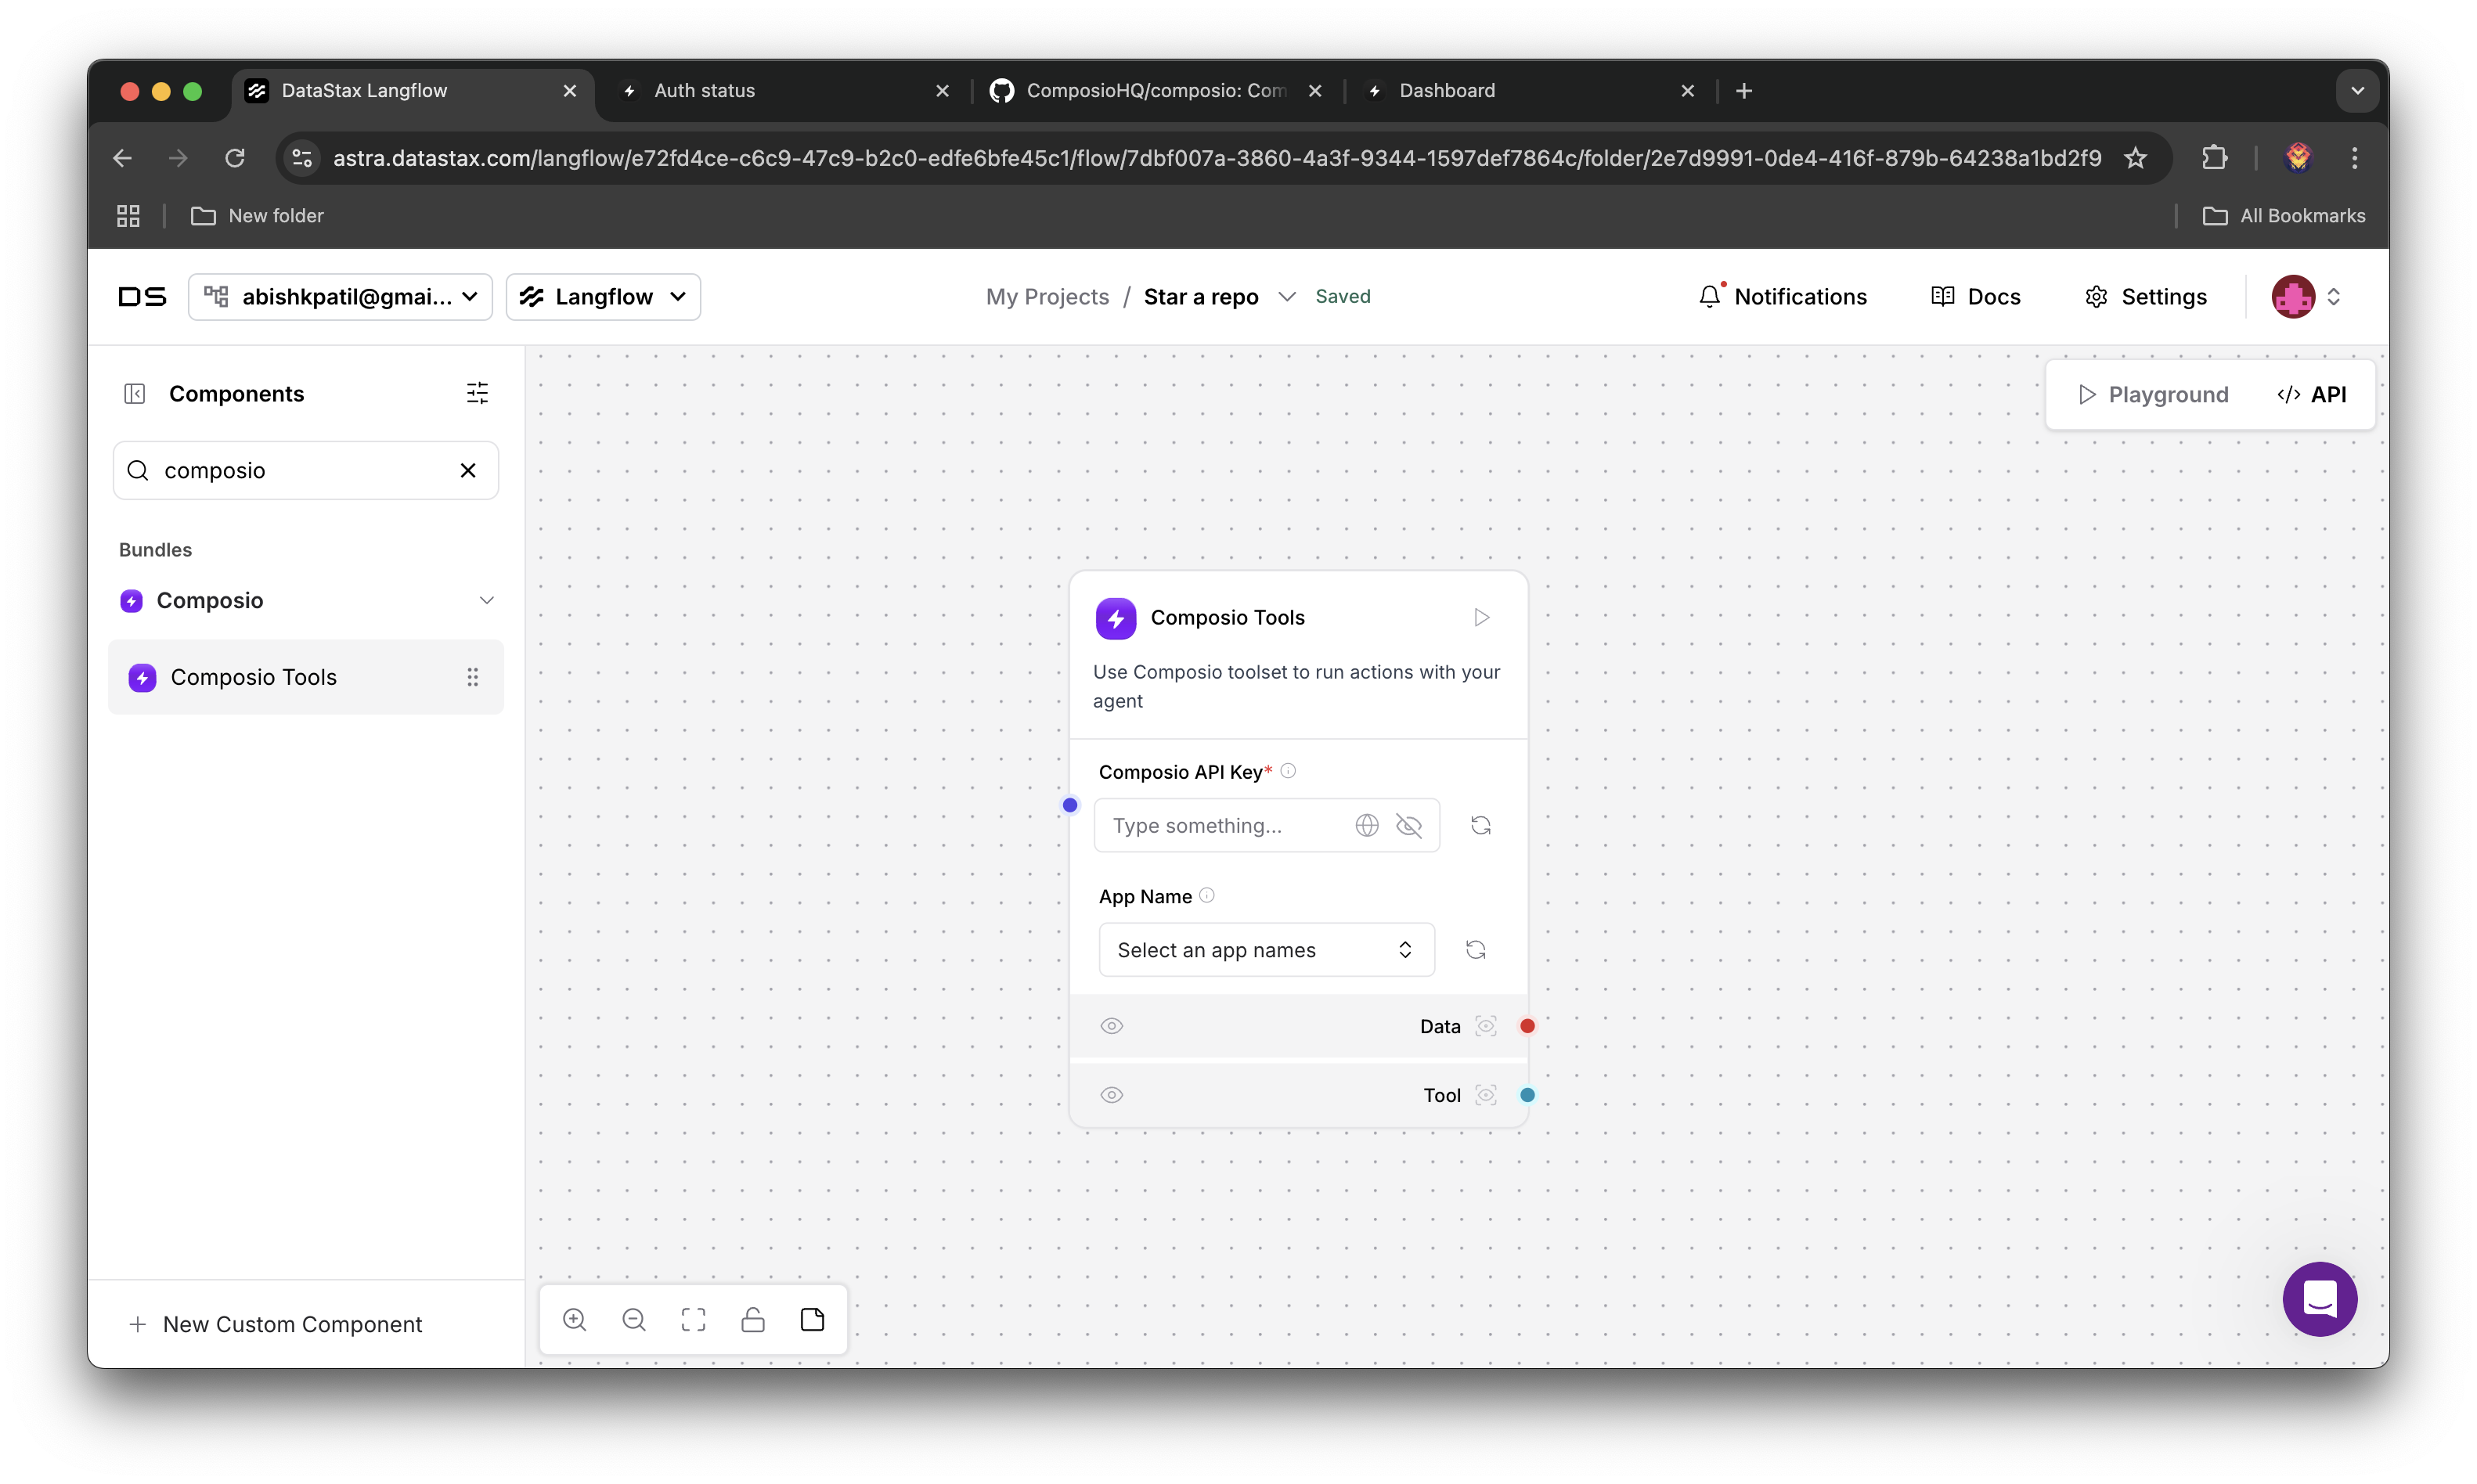 DataStax Langflow
Auth status
ComposioHQ/composio: Com
Dashboard
astra.datastax.com/langflow/e72fd4ce-c6c9-47c9-b2c0-edfe6bfe45c1/flow/7dbf007a-3860-4a3f-9344-1597def7864c/folder/2e7d9991-0de4-416f-879b-64238a1bd2f9
New folder
All Bookmarks
DS
abishkpatil@gmai...
Langflow
My Projects / Star a repo
Saved
Notifications
Docs
Settings
Components
Playground
</> API
composio
Bundles
Composio
Composio Tools
Composio Tools
Use Composio toolset to run actions with your
agent
Composio API Key*
Type something...
App Name
Select an app names
Data
Tool
New Custom Component